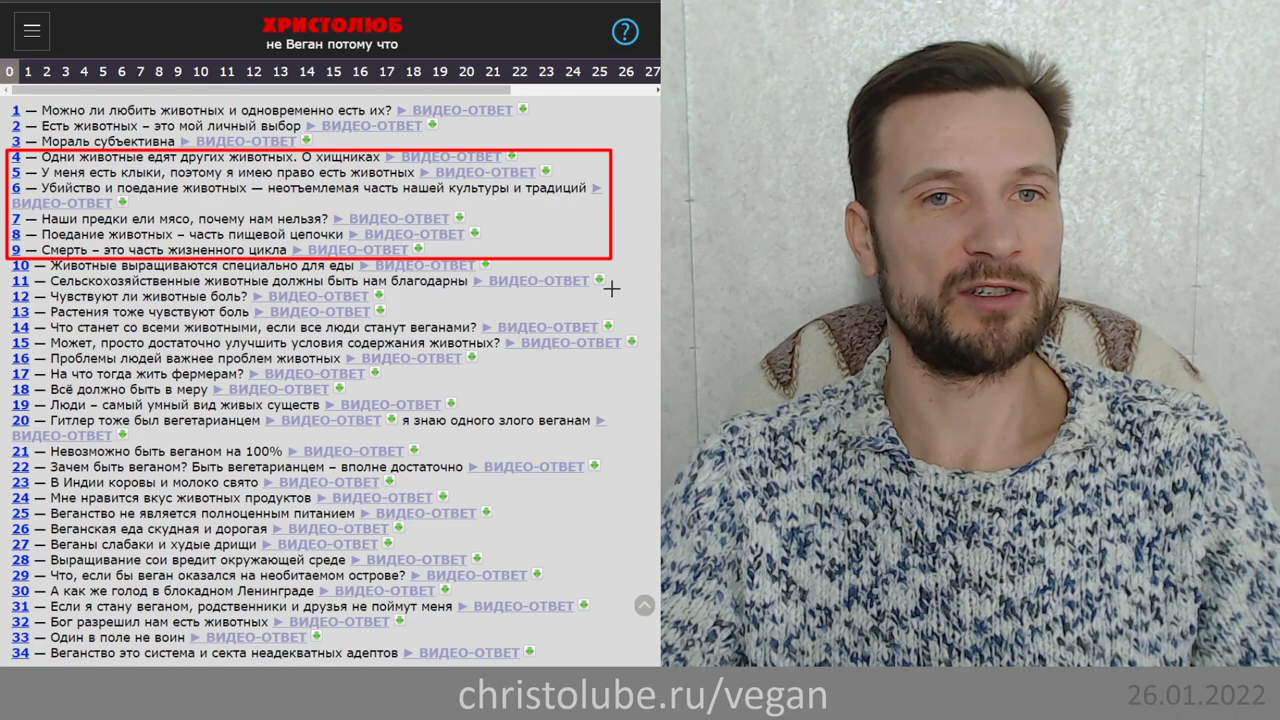 ХРИСТОЛЮБ
не Веган потому что
?
0 1 2 3 4 5 6 7 8 9 10 11 12 13 14 15 16 17 18 19 20 21 22 23 24 25 26 27
1 — Можно ли любить животных и одновременно есть их? ► ВИДЕО-ОТВЕТ
2 — Есть животных – это мой личный выбор ► ВИДЕО-ОТВЕТ
3 — Мораль субъективна ► ВИДЕО-ОТВЕТ
4 — Одни животные едят других животных. О хищниках ► ВИДЕО-ОТВЕТ
5 — У меня есть клыки, поэтому я имею право есть животных ► ВИДЕО-ОТВЕТ
6 — Убийство и поедание животных — неотъемлемая часть нашей культуры и традиций ►
ВИДЕО-ОТВЕТ
7 — Наши предки ели мясо, почему нам нельзя? ► ВИДЕО-ОТВЕТ
8 — Поедание животных – часть пищевой цепочки ► ВИДЕО-ОТВЕТ
9 — Смерть – это часть жизненного цикла ► ВИДЕО-ОТВЕТ
10 — Животные выращиваются специально для еды ► ВИДЕО-ОТВЕТ
11 — Сельскохозяйственные животные должны быть нам благодарны ► ВИДЕО-ОТВЕТ
12 — Чувствуют ли животные боль? ► ВИДЕО-ОТВЕТ
13 — Растения тоже чувствуют боль ► ВИДЕО-ОТВЕТ
14 — Что станет со всеми животными, если все люди станут веганами? ► ВИДЕО-ОТВЕТ
15 — Может, просто достаточно улучшить условия содержания животных? ► ВИДЕО-ОТВЕТ
16 — Проблемы людей важнее проблем животных ► ВИДЕО-ОТВЕТ
17 — На что тогда жить фермерам? ► ВИДЕО-ОТВЕТ
18 — Всё должно быть в меру ► ВИДЕО-ОТВЕТ
19 — Люди – самый умный вид живых существ ► ВИДЕО-ОТВЕТ
20 — Гитлер тоже был вегетарианцем ► ВИДЕО-ОТВЕТ я знаю одного злого веганам ►
ВИДЕО-ОТВЕТ
21 — Невозможно быть веганом на 100% ► ВИДЕО-ОТВЕТ
22 — Зачем быть веганом? Быть вегетарианцем – вполне достаточно ► ВИДЕО-ОТВЕТ
23 — В Индии коровы и молоко свято ► ВИДЕО-ОТВЕТ
24 — Мне нравится вкус животных продуктов ► ВИДЕО-ОТВЕТ
25 — Веганство не является полноценным питанием ► ВИДЕО-ОТВЕТ
26 — Веганская еда скудная и дорогая ► ВИДЕО-ОТВЕТ
27 — Веганы слабаки и худые дрищи ► ВИДЕО-ОТВЕТ
28 — Выращивание сои вредит окружающей среде ► ВИДЕО-ОТВЕТ
29 — Что, если бы веган оказался на необитаемом острове? ► ВИДЕО-ОТВЕТ
30 — А как же голод в блокадном Ленинграде ► ВИДЕО-ОТВЕТ
31 — Если я стану веганом, родственники и друзья не поймут меня ► ВИДЕО-ОТВЕТ
32 — Бог разрешил нам есть животных ► ВИДЕО-ОТВЕТ
33 — Один в поле не воин ► ВИДЕО-ОТВЕТ
34 — Веганство это система и секта неадекватных адептов ► ВИДЕО-ОТВЕТ
christolube.ru/vegan
26.01.2022